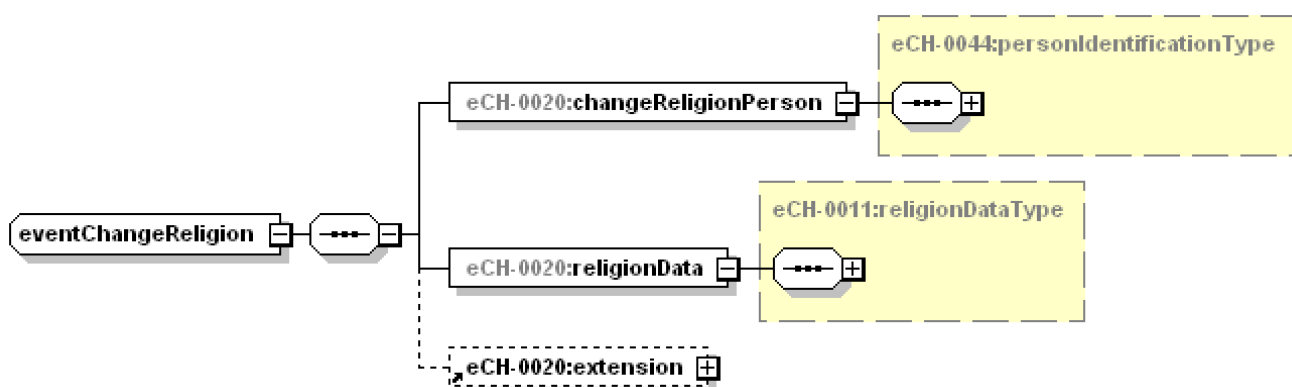 eCH-0044:personIdentificationType
eCH-0020:changeReligionPerson
eCH-0011:religionDataType
eventChangeReligion
eCH-0020:religionData
eCH-0020:extension